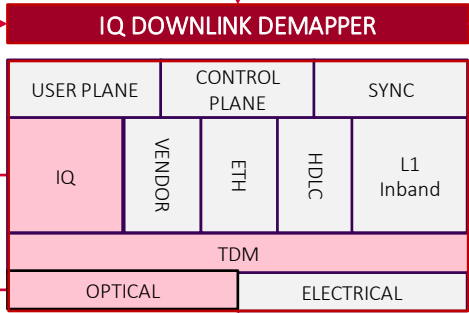 IQ DOWNLINK DEMAPPER
USER PLANE
CONTROL
PLANE
SYNC
IQ
VENDOR
ETH
HDLC
L1
Inband
TDM
OPTICAL
ELECTRICAL